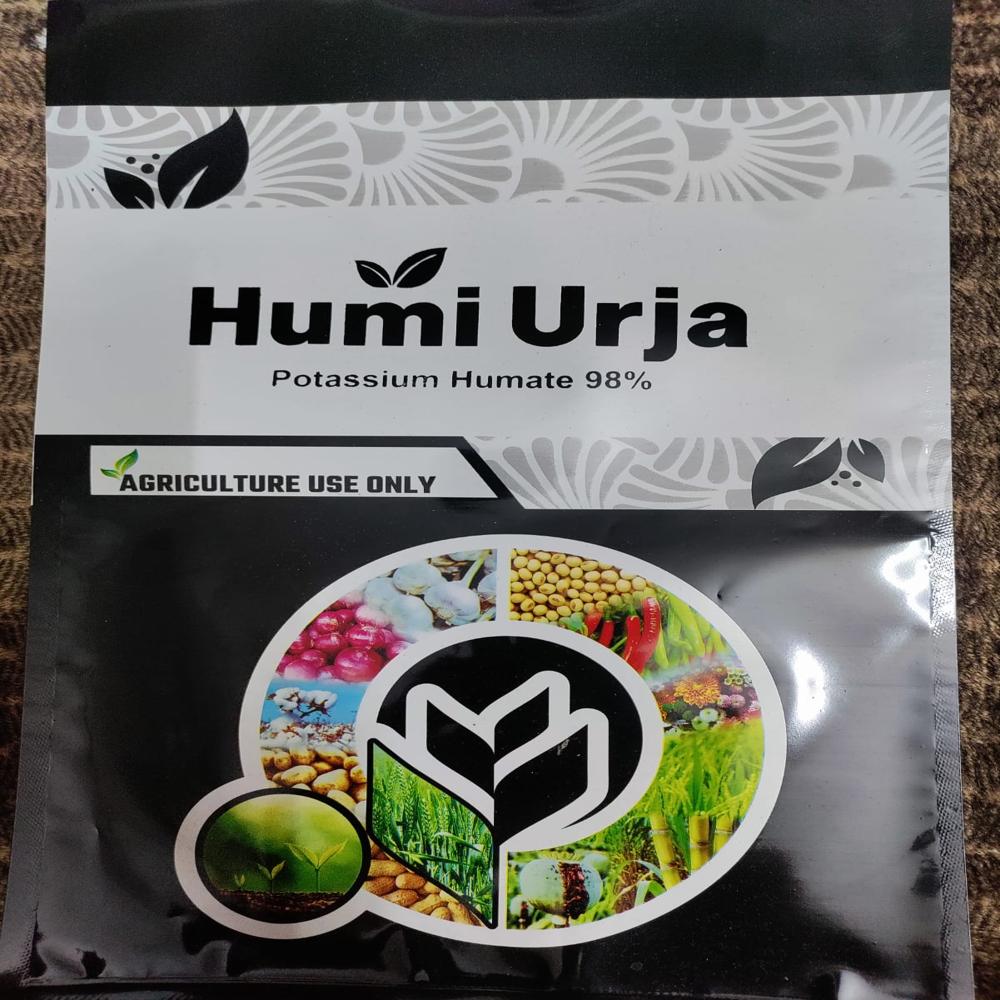 Humi Urja
Potassium Humate 98%
AGRICULTURE USE ONLY